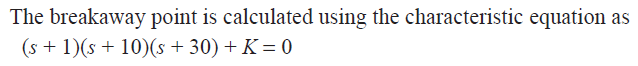 The breakaway point is calculated using the characteristic equation as
(s + 1)(s + 10)(s + 30) + K = 0